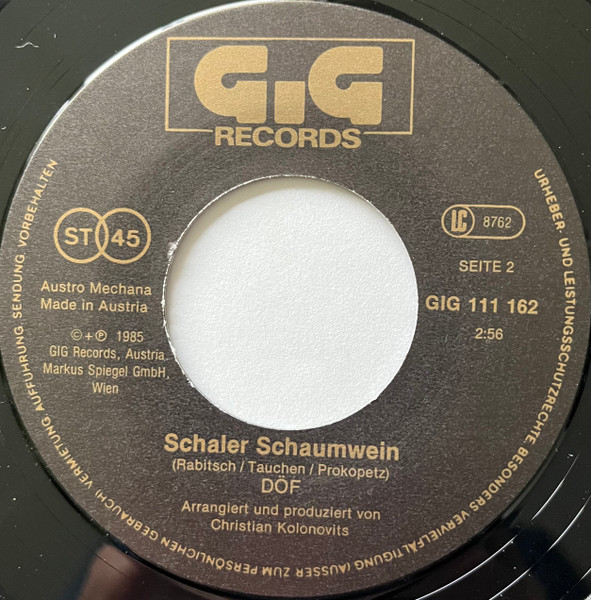 GiG
RECORDS
ST 45
LC 8762
SEITE 2
Austro Mechana
Made in Austria
GIG 111 162
2:56
©+℗ 1985
GIG Records, Austria
Markus Spiegel GmbH,
Wien
Schaler Schaumwein
(Rabitsch / Tauchen / Prokopetz)
DÖF
Arrangiert und produziert von
Christian Kolonovits
URHEBER- UND LEISTUNGSSCHUTZRECHTE BESONDERS VERVIELFÄLTIGUNG (AUSSER ZUM PERSÖNLICHEN GEBRAUCH) VERMIETUNG AUFFÜHRUNG, SENDUNG, VORBEHALTEN